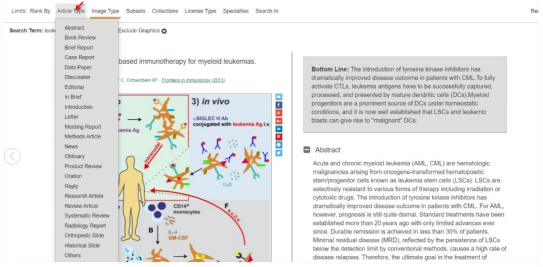 Limits: Rank By Article Type Image Type Subsets Collections License Type Specialties Search In
Search Term: leuk
Exclude Graphics
Abstract
Book Review
Brief Report
Case Report
Data Paper
Discussion
Editorial
In Brief
Introduction
Letter
Meeting Report
Methods Article
News
Obituary
Product Review
Oration
Reply
Research Article
Review Article
Systematic Review
Radiology Report
Orthopedic Slide
Historical Slide
Others
based immunotherapy for myeloid leukemias.
C, Ochsenbein AF - Frontiers in immunology (2013)
3) in vivo
αSIGLEC H Ab
conjugated with leukemia Ag i.v.
Leukemia Ag
intranodal
CD14⁺
monocytes
B
IL-4
GM-CSF
F
Bottom Line: The introduction of tyrosine kinase inhibitors has
dramatically improved disease outcome in patients with CML.To fully
activate CTLs, leukemia antigens have to be successfully captured,
processed, and presented by mature dendritic cells (DCs).Myeloid
progenitors are a prominent source of DCs under homeostatic
conditions, and it is now well established that LSCs and leukemic
blasts can give rise to "malignant" DCs.
Abstract
Acute and chronic myeloid leukemia (AML, CML) are hematologic
malignancies arising from oncogene-transformed hematopoietic
stem/progenitor cells known as leukemia stem cells (LSCs). LSCs are
selectively resistant to various forms of therapy including irradiation or
cytotoxic drugs. The introduction of tyrosine kinase inhibitors has
dramatically improved disease outcome in patients with CML. For AML,
however, prognosis is still quite dismal. Standard treatments have been
established more than 20 years ago with only limited advances ever
since. Durable remission is achieved in less than 30% of patients.
Minimal residual disease (MRD), reflected by the persistence of LSCs
below the detection limit by conventional methods, causes a high rate of
disease relapses. Therefore, the ultimate goal in the treatment of